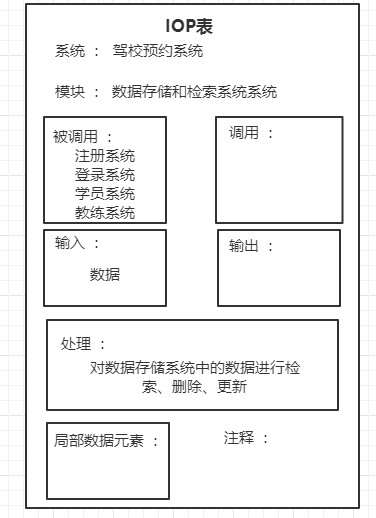 IOP表
系统 ： 驾校预约系统
模块 ： 数据存储和检索系统系统
被调用 ：
注册系统
登录系统
学员系统
教练系统
调用 ：
输入 ：
数据
输出 ：
处理 ：
对数据存储系统中的数据进行检
索、删除、更新
局部数据元素 ：
注释 ：